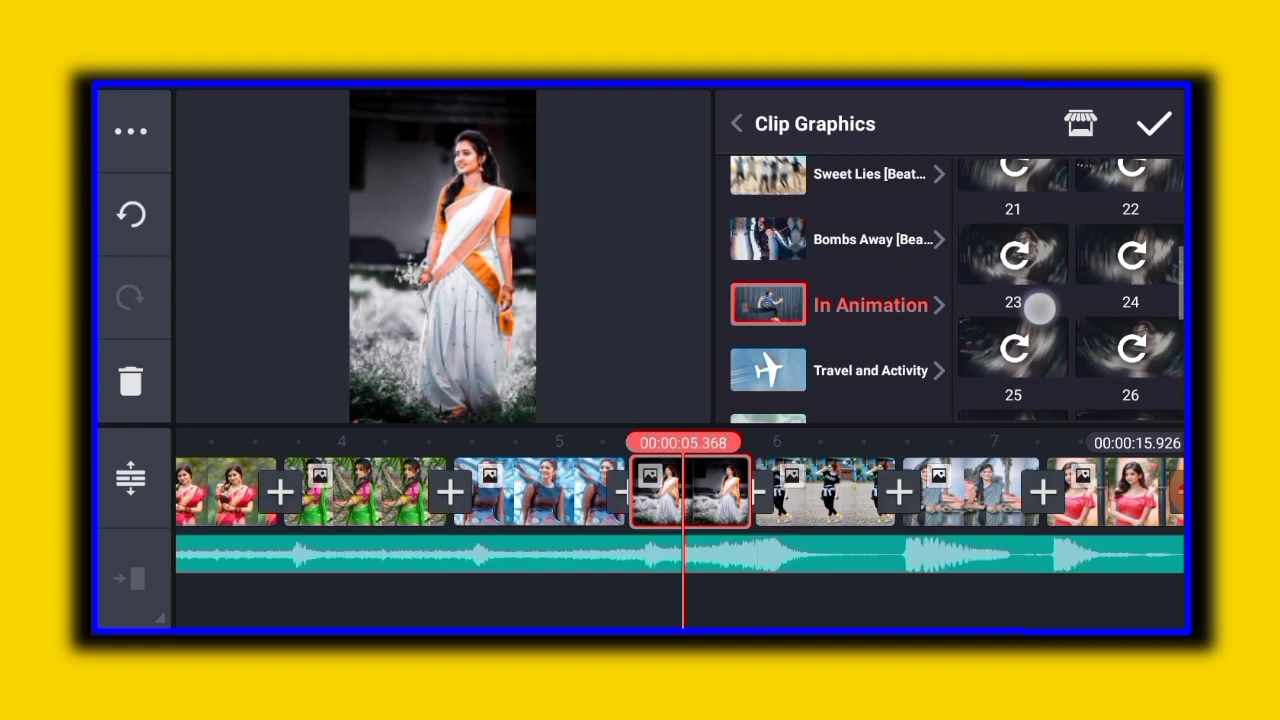 Clip Graphics
Sweet Lies [Beat...
Bombs Away [Bea...
In Animation
Travel and Activity
21
22
23
24
25
26
4
5
00:00:05.368
6
7
00:00:15.926